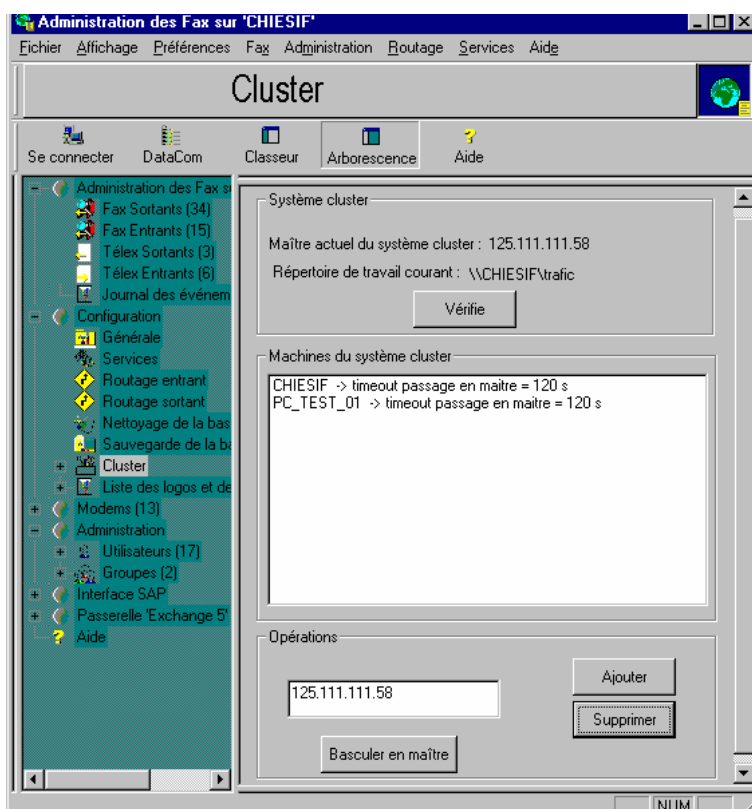 Administration des Fax sur 'CHIESIF'
Fichier Affichage Préférences Fax Administration Routage Services Aide
Cluster
Se connecter DataCom Classeur Arborescence Aide
Administration des Fax su
Fax Sortants (34)
Fax Entrants (15)
Télex Sortants (3)
Télex Entrants (6)
Journal des événem
Configuration
Générale
Services
Routage entrant
Routage sortant
Nettoyage de la bas
Sauvegarde de la ba
Cluster
Liste des logos et de
Modems (13)
Administration
Utilisateurs (17)
Groupes (2)
Interface SAP
Passerelle 'Exchange 5'
Aide
Système cluster
Maître actuel du système cluster : 125.111.111.58
Répertoire de travail courant : \\CHIESIF\trafic
Vérifie
Machines du système cluster
CHIESIF -> timeout passage en maitre = 120 s
PC_TEST_01 -> timeout passage en maitre = 120 s
Opérations
125.111.111.58
Ajouter
Supprimer
Basculer en maître
NUM